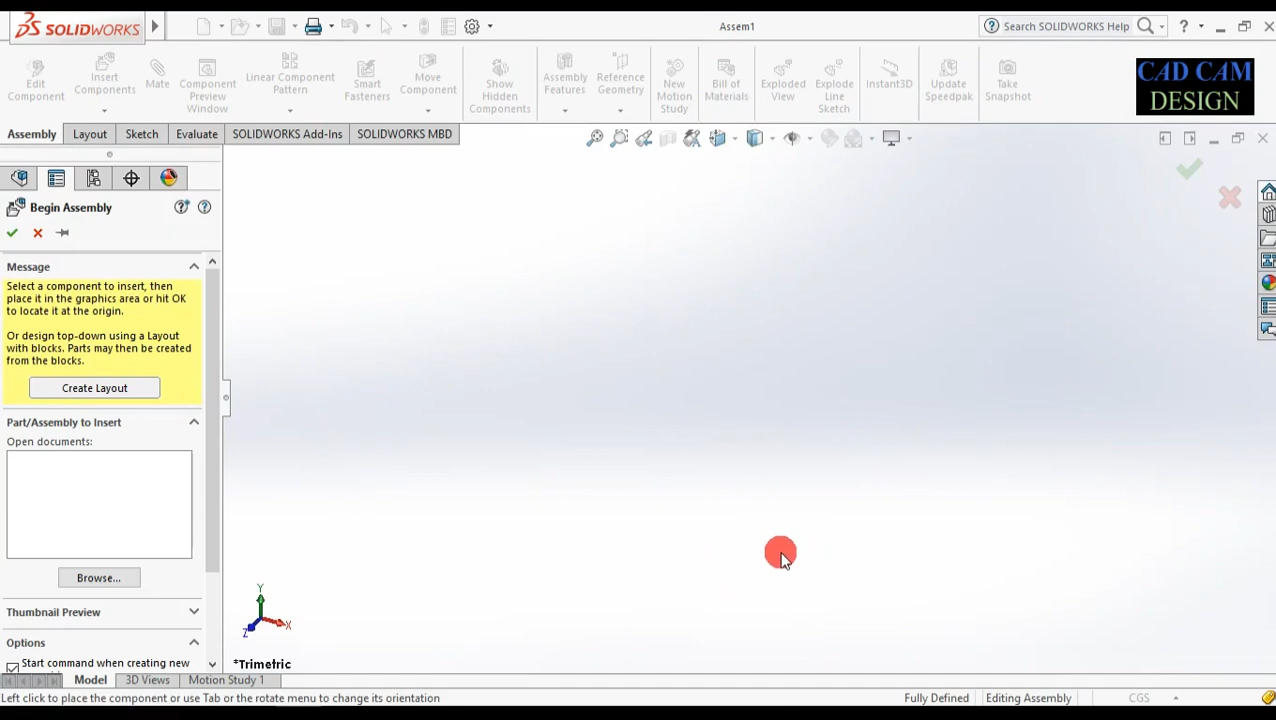 SOLIDWORKS
Assem1
Search SOLIDWORKS Help
?
Edit Component
Insert Components
Mate
Component Preview Window
Linear Component Pattern
Smart Fasteners
Move Component
Show Hidden Components
Assembly Features
Reference Geometry
New Motion Study
Bill of Materials
Exploded View
Explode Line Sketch
Instant3D
Update Speedpak
Take Snapshot
CAD CAM
DESIGN
Assembly
Layout
Sketch
Evaluate
SOLIDWORKS Add-Ins
SOLIDWORKS MBD
Begin Assembly
Message
Select a component to insert, then
place it in the graphics area or hit OK
to locate it at the origin.
Or design top-down using a Layout
with blocks. Parts may then be created
from the blocks.
Create Layout
Part/Assembly to Insert
Open documents:
Browse...
Thumbnail Preview
Options
Start command when creating new
Y
X
Z
*Trimetric
Model
3D Views
Motion Study 1
Left click to place the component or use Tab or the rotate menu to change its orientation
Fully Defined
Editing Assembly
CGS